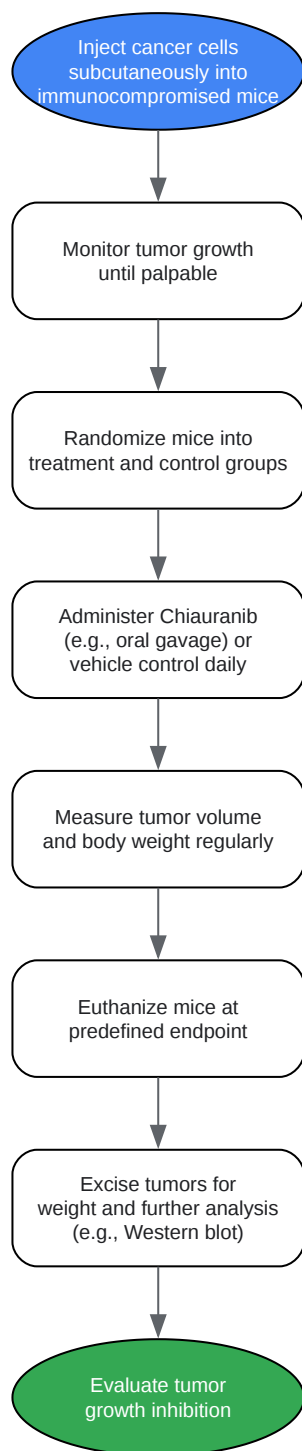 Inject cancer cells
subcutaneously into
immunocompromised mice
Monitor tumor growth
until palpable
Randomize mice into
treatment and control groups
Administer Chiauranib
(e.g., oral gavage) or
vehicle control daily
Measure tumor volume
and body weight regularly
Euthanize mice at
predefined endpoint
Excise tumors for
weight and further analysis
(e.g., Western blot)
Evaluate tumor
growth inhibition